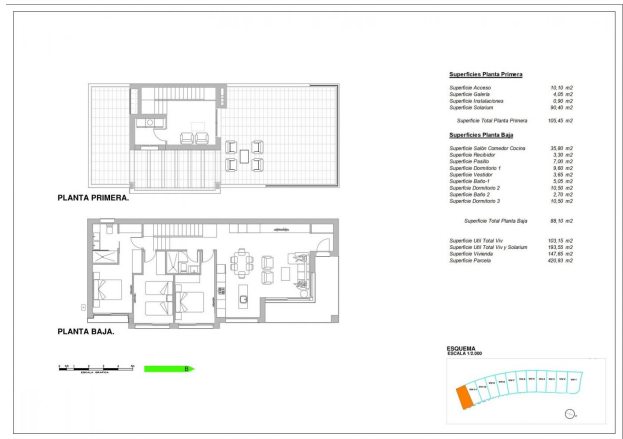 Superficies Planta Primera
Superficie Acceso 10,10 m2
Superficie Galería 4,05 m2
Superficie Instalaciones 0,90 m2
Superficie Solarium 90,40 m2
Superficie Total Planta Primera 105,45 m2
Superficies Planta Baja
Superficie Salón Comedor Cocina 35,90 m2
Superficie Recibidor 3,30 m2
Superficie Pasillo 7,00 m2
Superficie Dormitorio 1 9,60 m2
Superficie Vestidor 3,65 m2
Superficie Baño-1 5,05 m2
Superficie Dormitorio 2 10,50 m2
Superficie Baño 2 2,70 m2
Superficie Dormitorio 3 10,50 m2
Superficie Total Planta Baja 88,10 m2
Superficie Util Total Viv 103,15 m2
Superficie Util Total Viv y Solarium 193,55 m2
Superficie Vivienda 147,65 m2
Superficie Parcela 420,93 m2
PLANTA PRIMERA.
PLANTA BAJA.
ESCALA GRAFICA
ESQUEMA
ESCALA 1/2.000